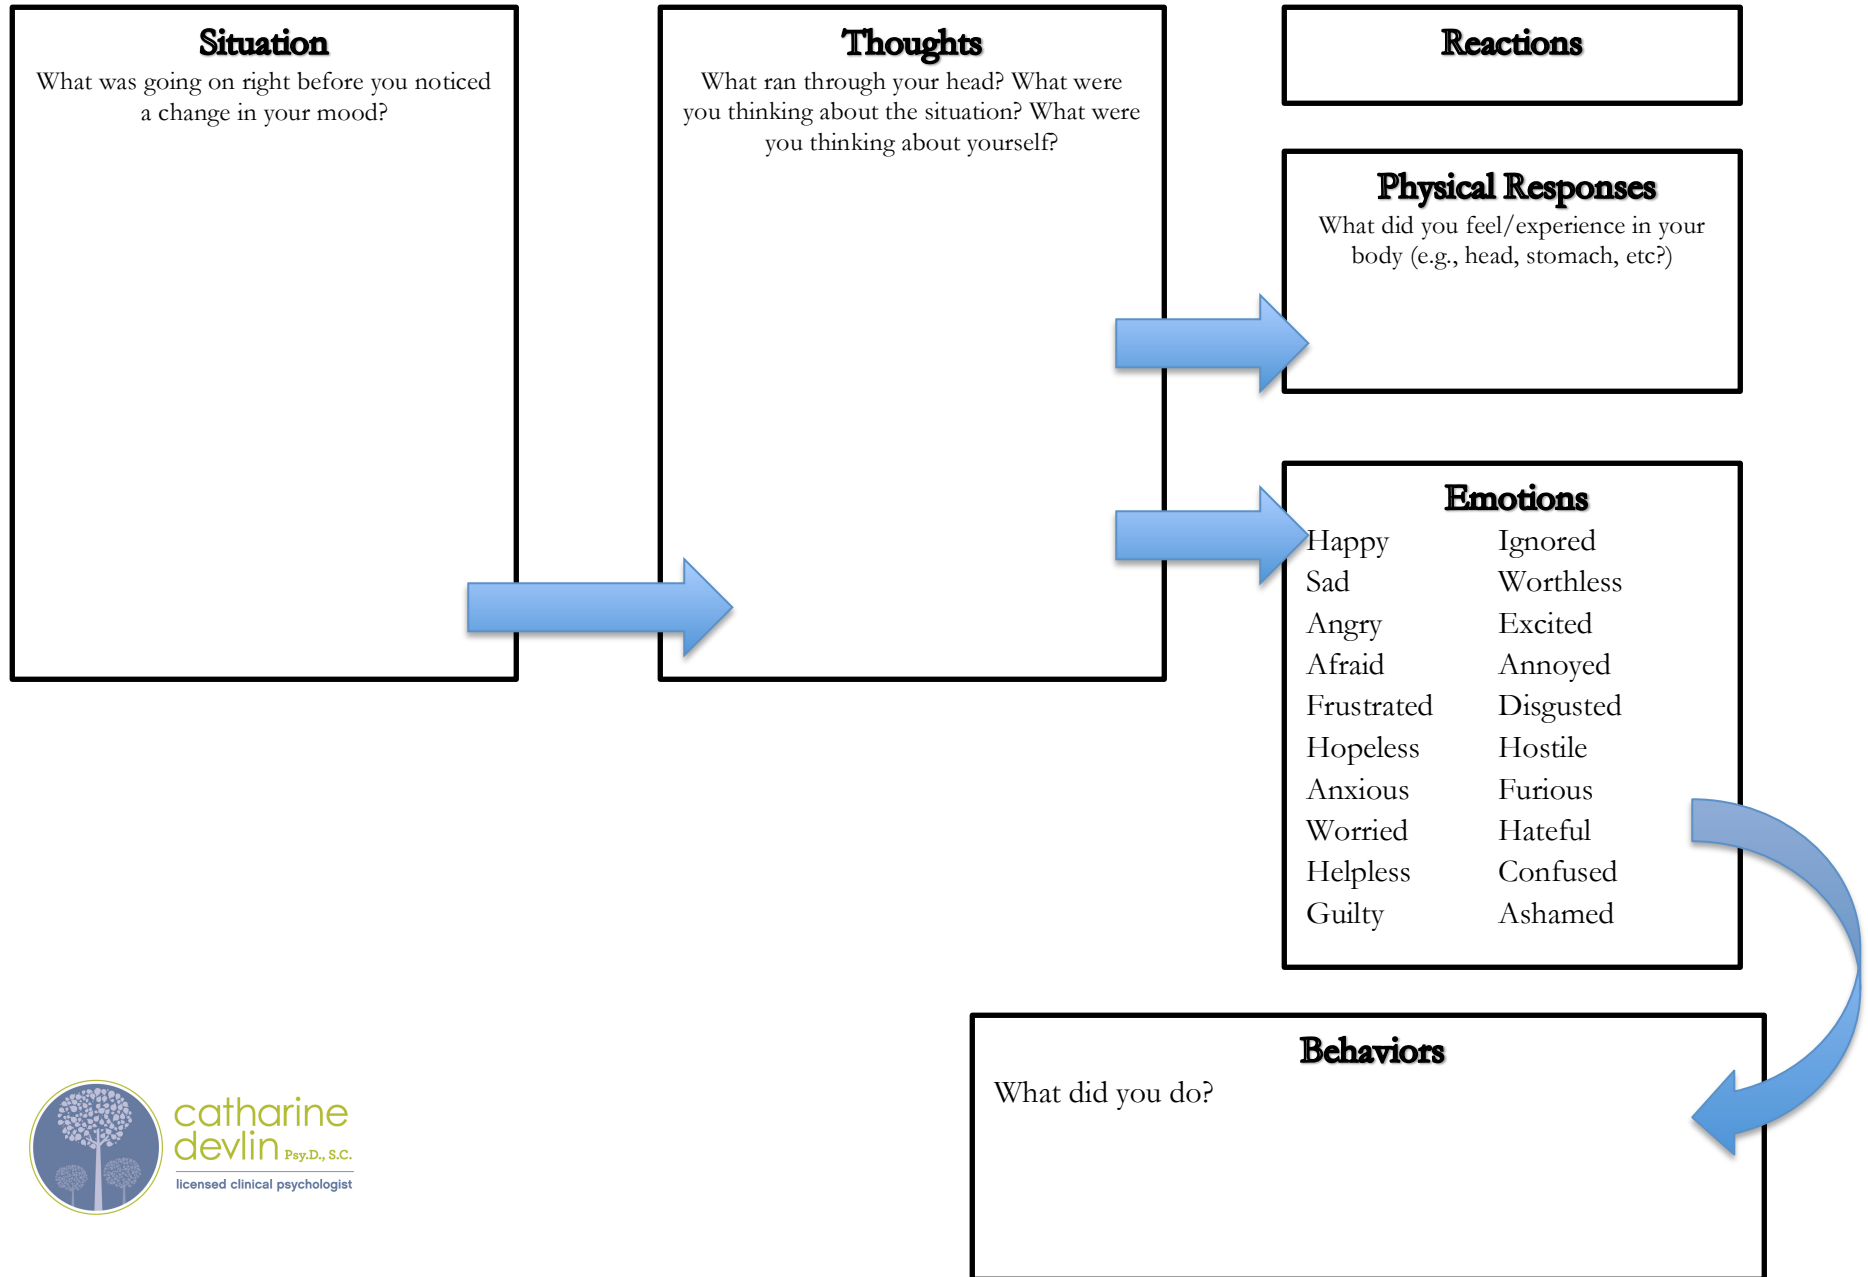 Situation
What was going on right before you noticed
a change in your mood?
Thoughts
What ran through your head? What were
you thinking about the situation? What were
you thinking about yourself?
Reactions
Physical Responses
What did you feel/experience in your
body (e.g., head, stomach, etc?)
Emotions
Happy Ignored
Sad Worthless
Angry Excited
Afraid Annoyed
Frustrated Disgusted
Hopeless Hostile
Anxious Furious
Worried Hateful
Helpless Confused
Guilty Ashamed
Behaviors
What did you do?
catharine
devlin Psy.D., S.C.
licensed clinical psychologist